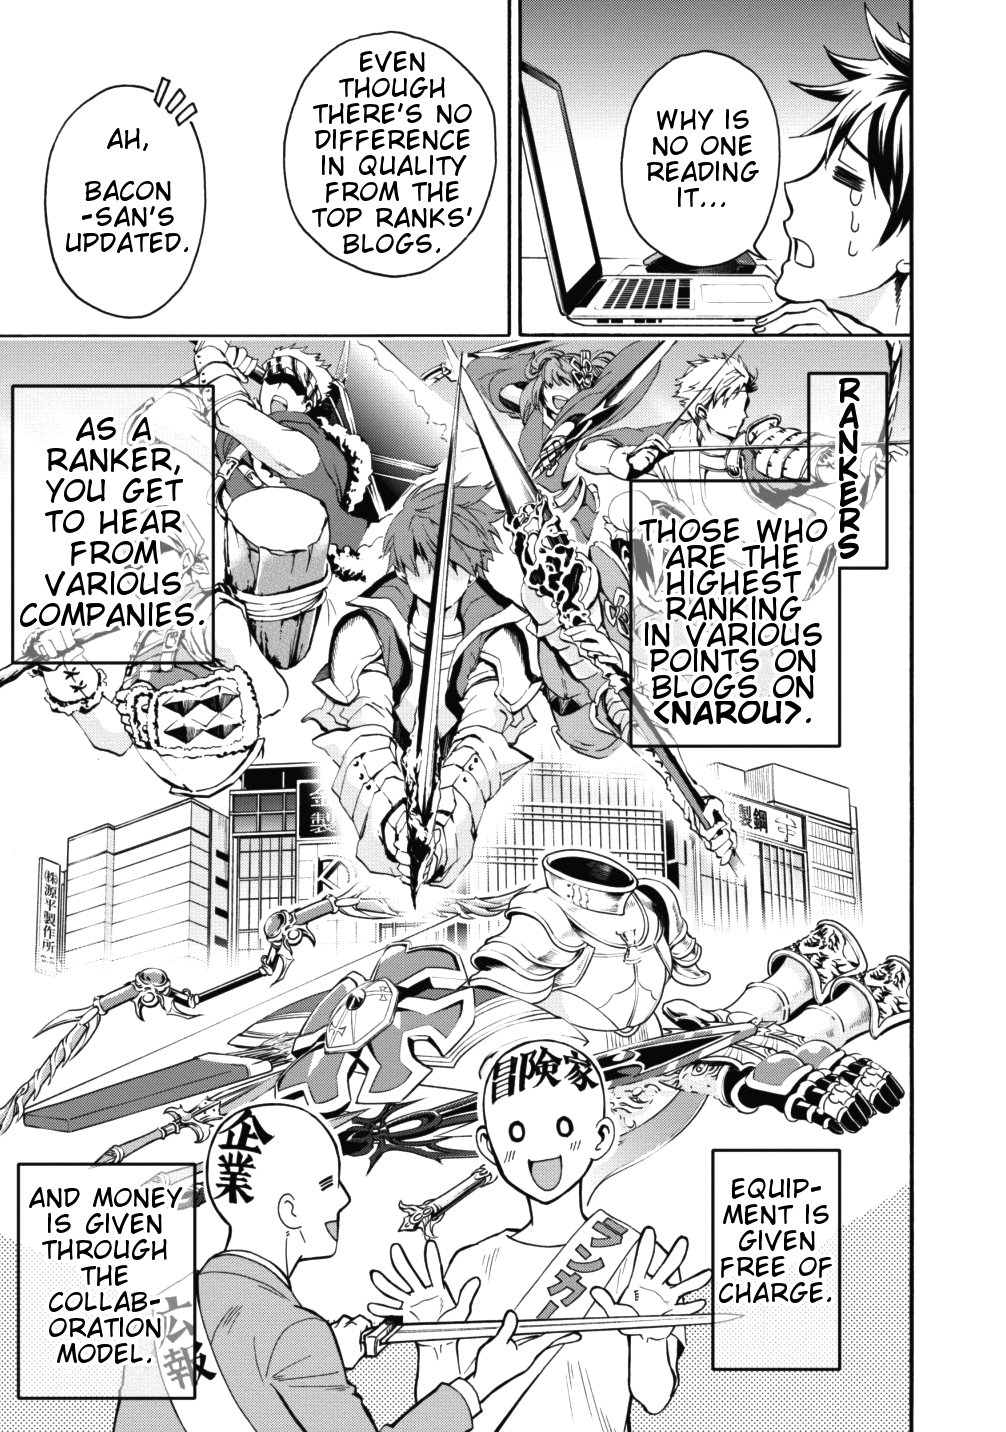 WHY IS
NO ONE
READING
IT...
EVEN
THOUGH
THERE'S NO
DIFFERENCE
IN QUALITY
FROM THE
TOP RANKS'
BLOGS.
AH,
BACON
-SAN'S
UPDATED.
RANKERS
THOSE WHO
ARE THE
HIGHEST
RANKING
IN VARIOUS
POINTS ON
BLOGS ON
<NAROU>.
AS A
RANKER,
YOU GET
TO HEAR
FROM
VARIOUS
COMPANIES.
鋼
製
㈱源平製作所
冒険家
企業
ランカー
広報
EQUIP-
MENT IS
GIVEN
FREE OF
CHARGE.
AND MONEY
IS GIVEN
THROUGH
THE
COLLAB-
ORATION
MODEL.